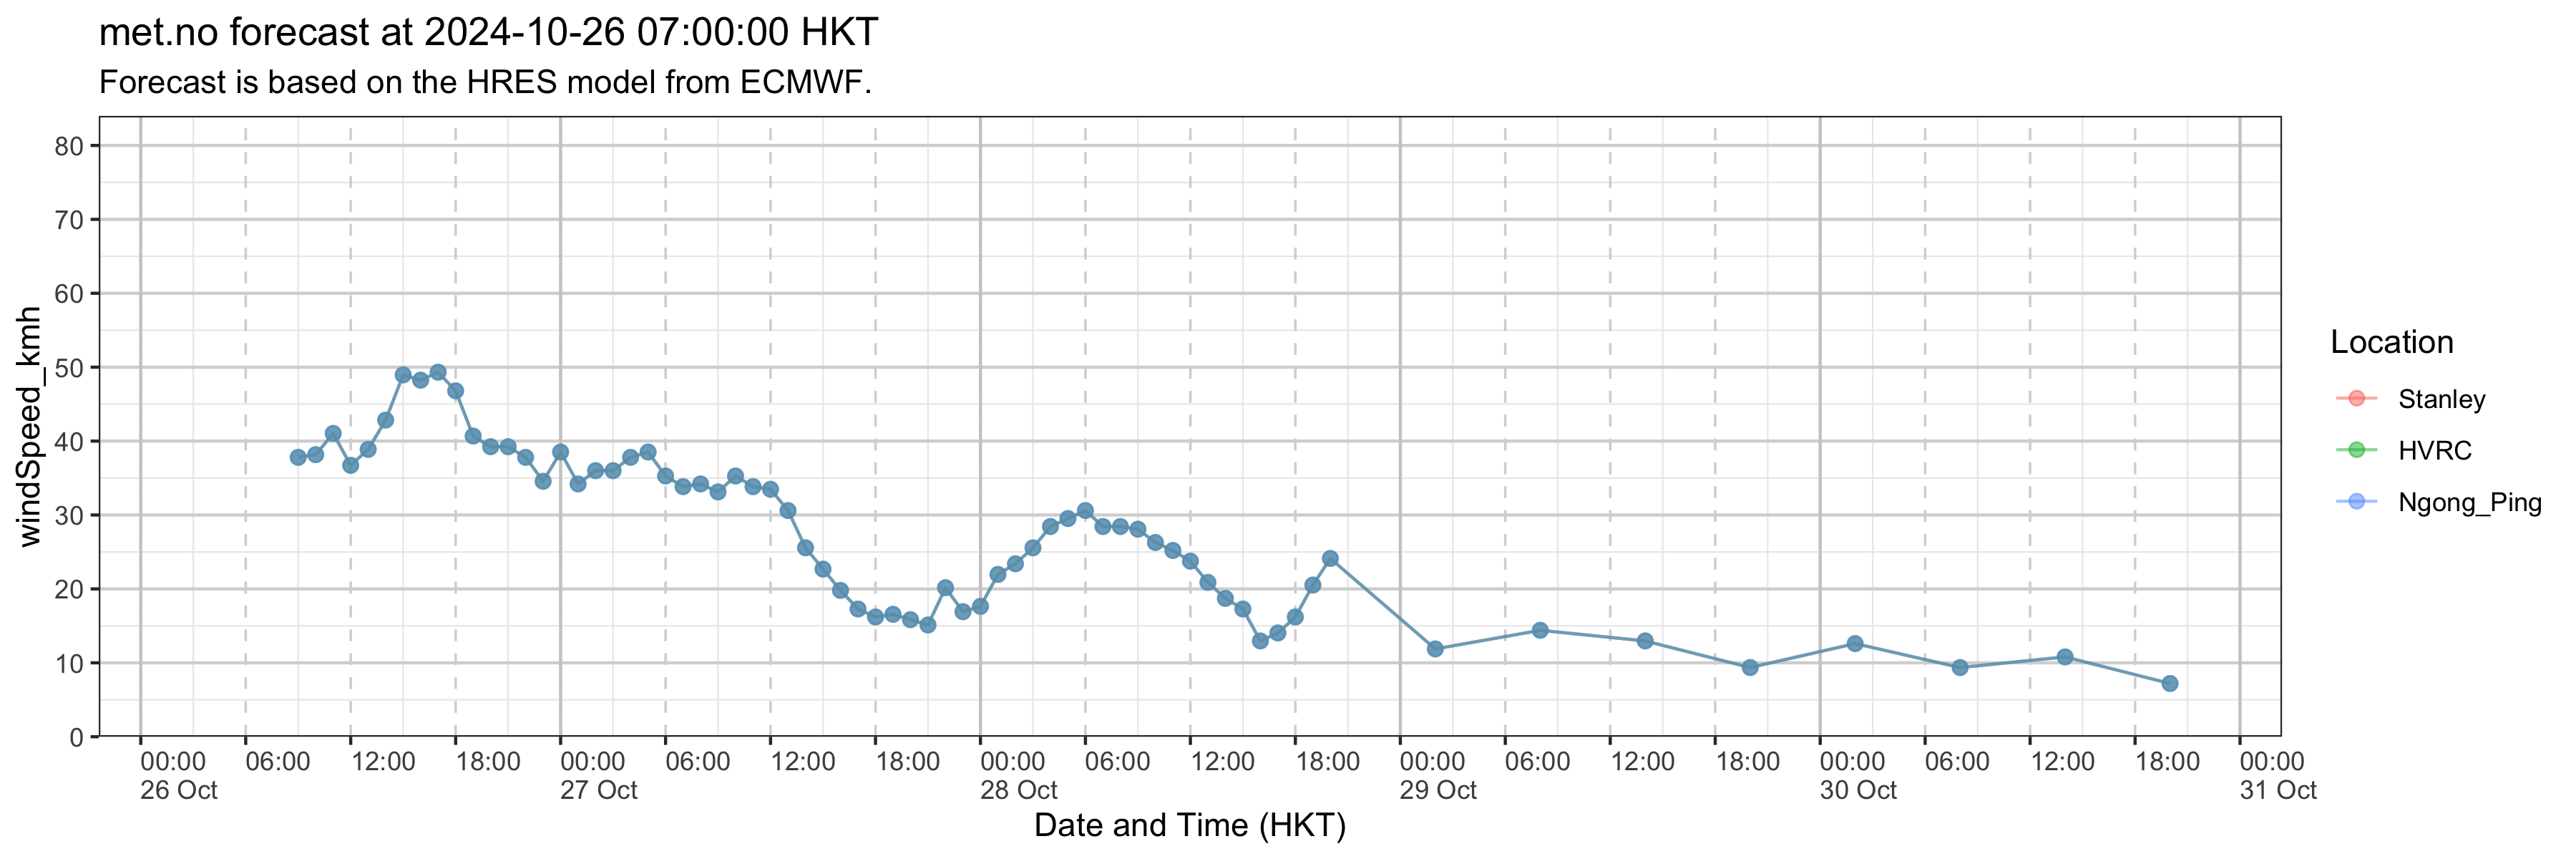 met.no forecast at 2024-10-26 07:00:00 HKT
Forecast is based on the HRES model from ECMWF.
80
70
60
50
40
30
20
10
0
windSpeed_kmh
00:00 06:00 12:00 18:00 00:00 06:00 12:00 18:00 00:00 06:00 12:00 18:00 00:00 06:00 12:00 18:00 00:00 06:00 12:00 18:00 00:00
26 Oct 27 Oct 28 Oct 29 Oct 30 Oct 31 Oct
Date and Time (HKT)
Location
Stanley
HVRC
Ngong_Ping